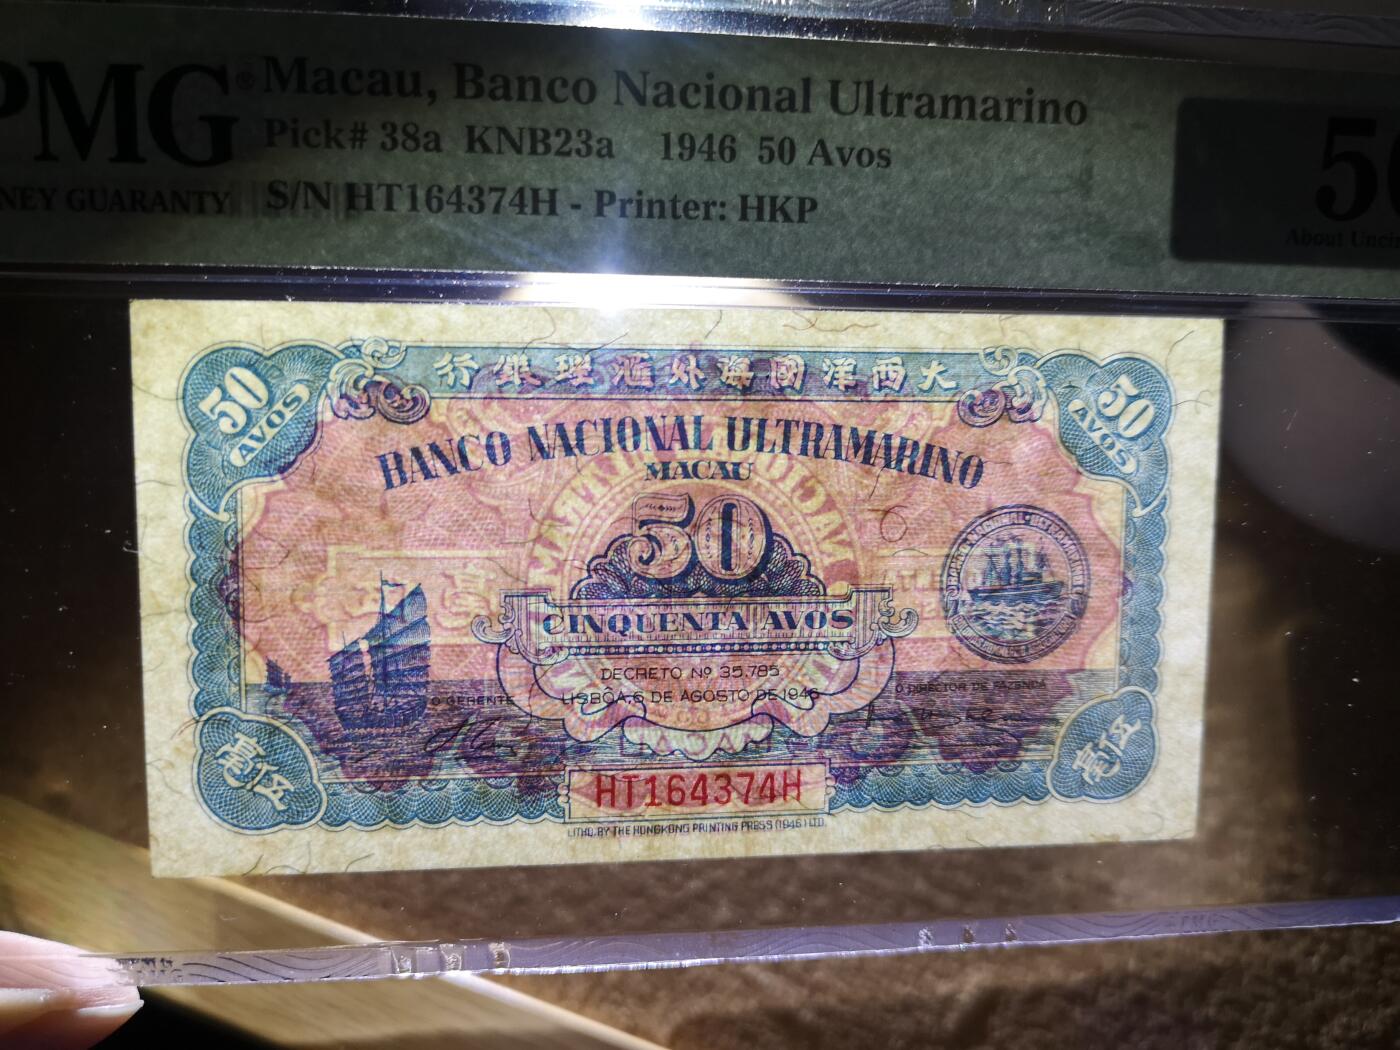 PMG® Macau, Banco Nacional Ultramarino
Pick# 38a KNB23a 1946 50 Avos
NEY GUARANTY S/N HT164374H - Printer: HKP
About
行銀理滙外海國洋西大
50 AVOS
50 AVOS
BANCO NACIONAL ULTRAMARINO
MACAU
50
CINQUENTA AVOS
DECRETO Nº 35.785
LISBÔA, 6 DE AGOSTO DE 1946
O GERENTE
O DIRECTOR DE FAZENDA
毫伍
毫伍
HT164374H
LITHO. BY THE HONGKONG PRINTING PRESS (1946) LTD.